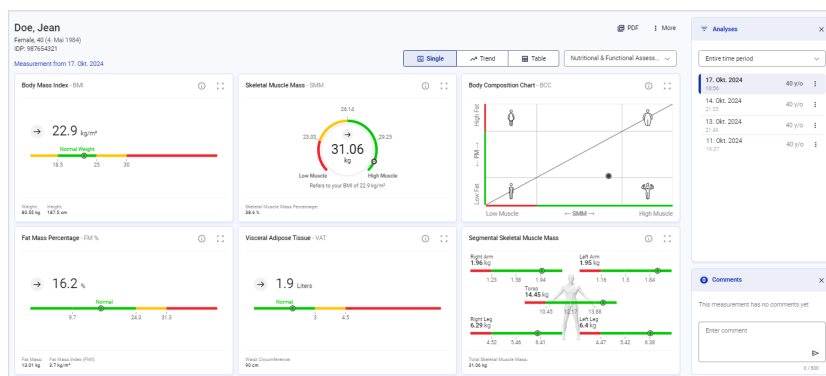 Doe, Jean
Female, 40 (4. Mai 1984)
IDP: 987654321
Measurement from 17. Okt. 2024
PDF
More
Single
Trend
Table
Nutritional & Functional Assess...
Body Mass Index - BMI
22.9 kg/m²
Normal Weight
18.5 25 30
Weight: Height:
167.5 cm
Skeletal Muscle Mass - SMM
26.14
23.03 29.25
31.06
kg
Low Muscle High Muscle
Refers to your BMI of 22.9 kg/m²
Skeletal Muscle Mass Percentage:
38.6 %
Body Composition Chart - BCC
High Fat
← FM →
Low Fat
Low Muscle ← SMM → High Muscle
Fat Mass Percentage - FM %
16.2 %
Normal
9.7 24.3 31.3
Fat Mass: Fat Mass Index (FMI):
13.01 kg 3.7 kg/m²
Visceral Adipose Tissue - VAT
1.9 Liters
Normal
3 4.5
Waist Circumference:
90 cm
Segmental Skeletal Muscle Mass
Right Arm
1.96 kg
1.23 1.58 1.94
Left Arm
1.95 kg
1.16 1.5 1.84
Torso
14.45 kg
10.45 12.17 13.88
Right Leg
6.29 kg
4.52 5.46 6.41
Left Leg
6.4 kg
4.47 5.42 6.38
Total Skeletal Muscle Mass:
31.06 kg
Analyses
Entire time period
17. Okt. 2024 40 y/o
14. Okt. 2024 40 y/o
13. Okt. 2024 40 y/o
11. Okt. 2024 40 y/o
0 Comments
This measurement has no comments yet
Enter comment
0 / 500